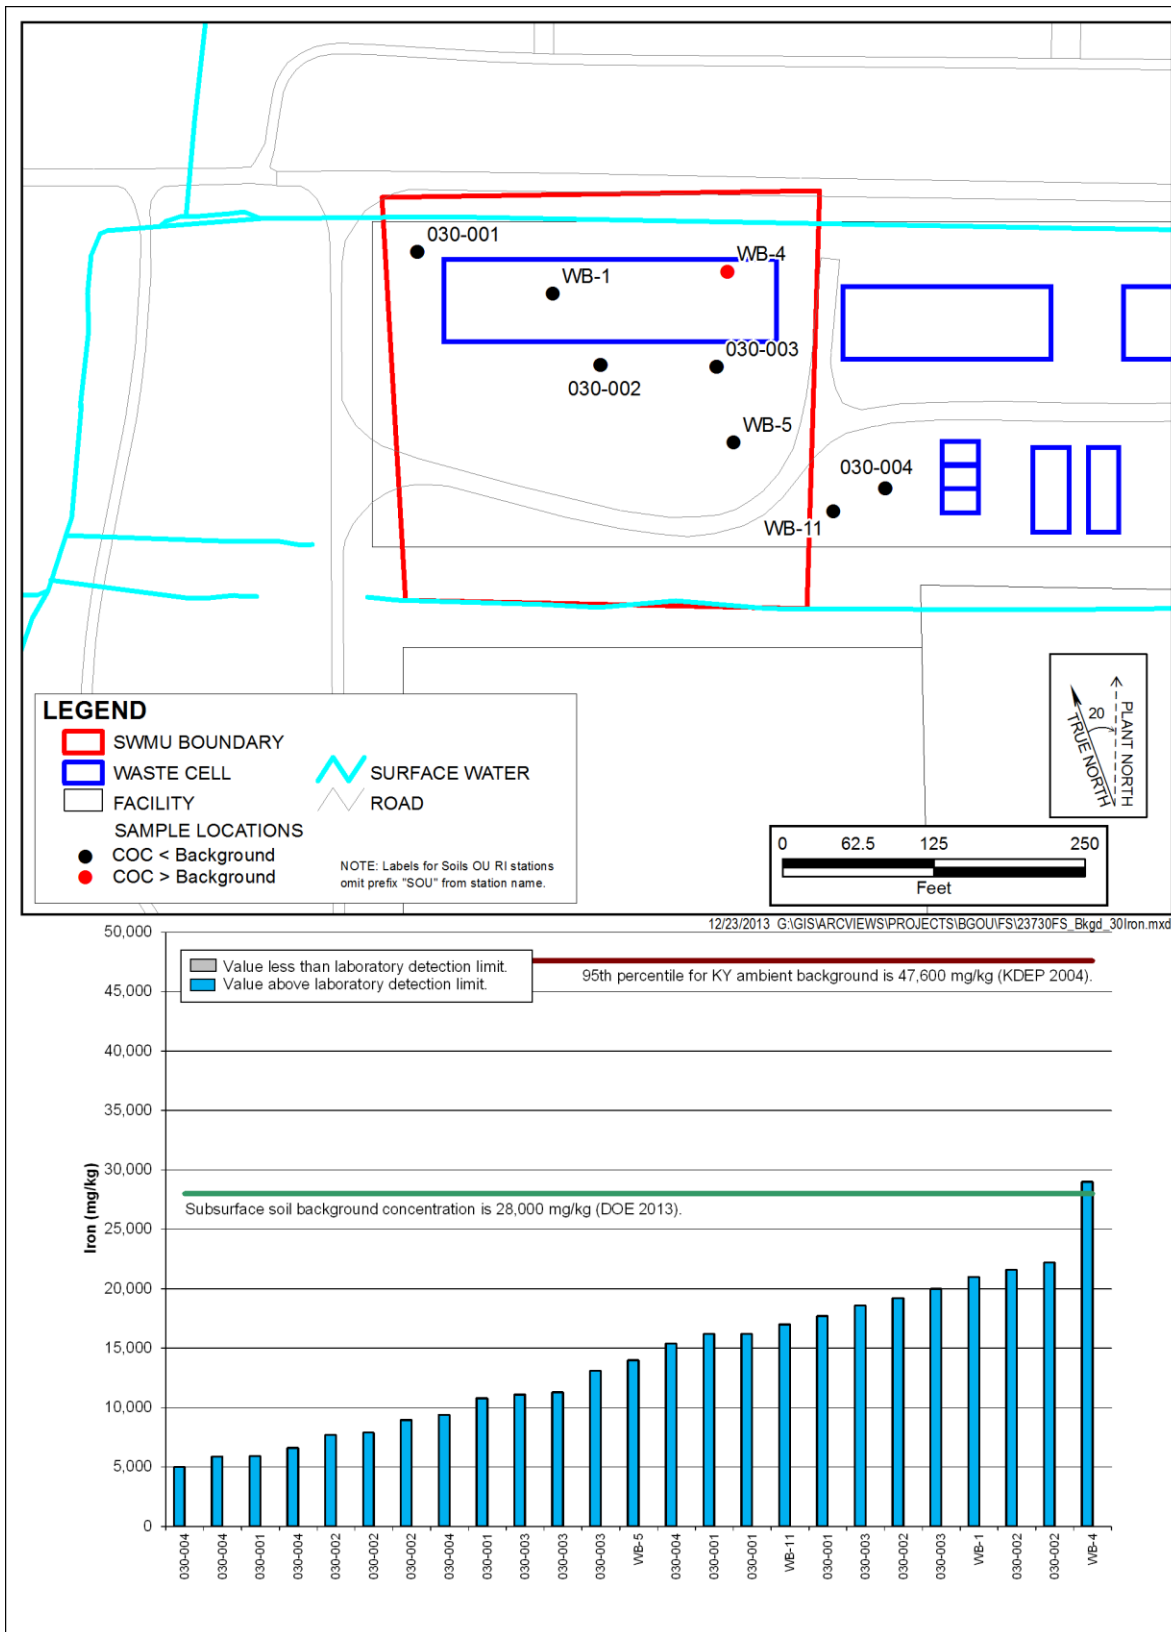 030-001
WB-4
WB-1
030-003
030-002
WB-5
030-004
WB-11
LEGEND
SWMU BOUNDARY
WASTE CELL
SURFACE WATER
FACILITY
ROAD
SAMPLE LOCATIONS
COC < Background
COC > Background
NOTE: Labels for Soils OU RI stations
omit prefix "SOU" from station name.
20
PLANT NORTH
TRUE NORTH
0 62.5 125 250
Feet
12/23/2013 G:\GIS\ARCVIEWS\PROJECTS\BGOU\FS\23730FS_Bkgd_30Iron.mxd
50,000
Value less than laboratory detection limit.
Value above laboratory detection limit.
95th percentile for KY ambient background is 47,600 mg/kg (KDEP 2004).
45,000
40,000
35,000
30,000
Subsurface soil background concentration is 28,000 mg/kg (DOE 2013).
25,000
20,000
15,000
10,000
5,000
0
Iron (mg/kg)
030-004
030-004
030-001
030-004
030-002
030-002
030-002
030-004
030-001
030-003
030-003
030-003
WB-5
030-004
030-001
030-001
WB-11
030-001
030-003
030-002
030-003
WB-1
030-002
030-002
WB-4